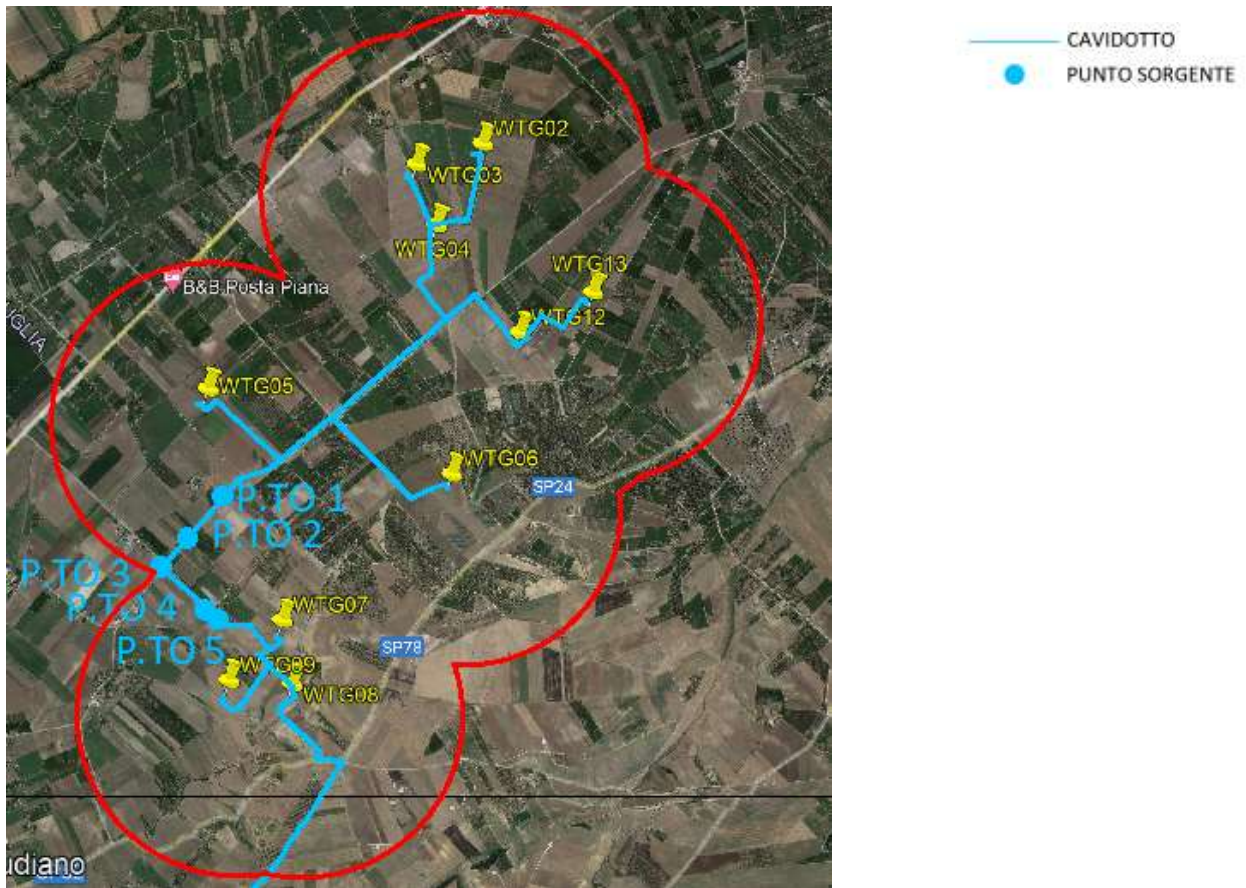 CAVIDOTTO
PUNTO SORGENTE
WTG02
WTG03
WTG04
WTG13
B&B Posta Piana
WTG12
WTG05
WTG06
SP24
P.TO 1
P.TO 2
P.TO 3
P.TO 4
WTG07
P.TO 5
SP78
WTG09
WTG08
udiano